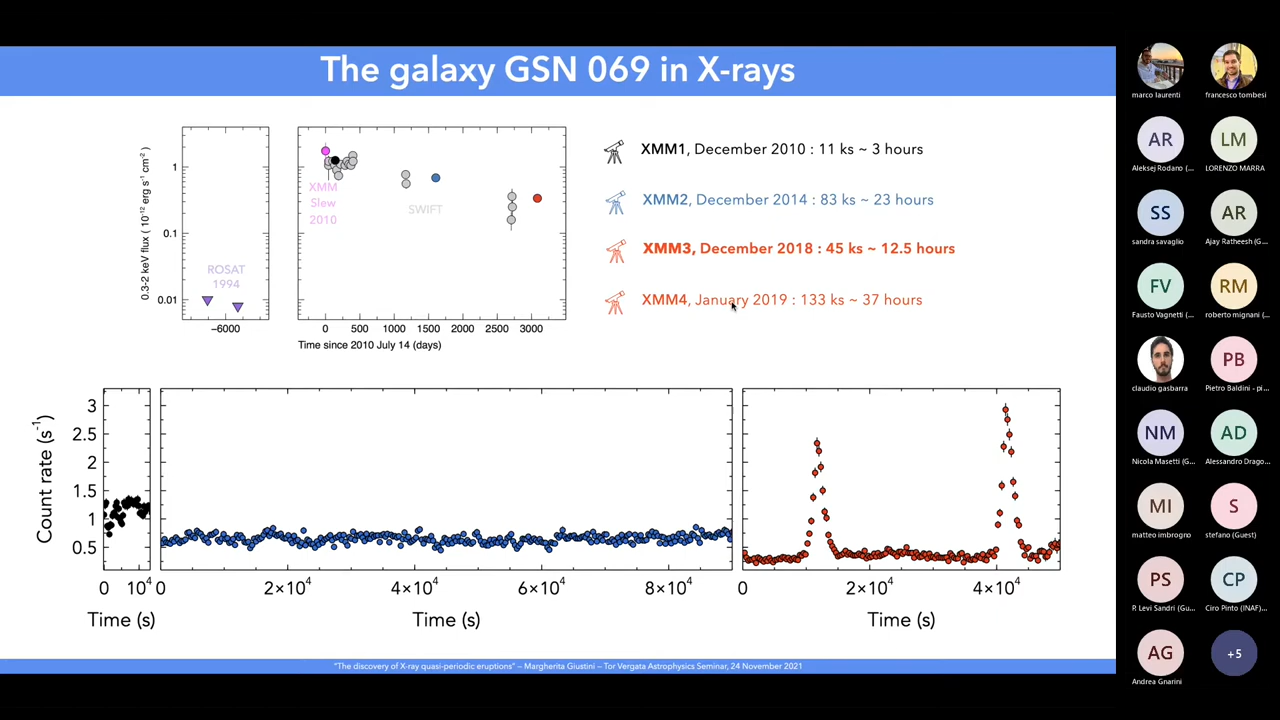 The galaxy GSN 069 in X-rays
0.3-2 keV flux ( 10⁻¹² erg s⁻¹ cm⁻²)
1
0.1
0.01
ROSAT
1994
−6000
XMM
Slew
2010
SWIFT
0 500 1000 1500 2000 2500 3000
Time since 2010 July 14 (days)
XMM1, December 2010 : 11 ks ~ 3 hours
XMM2, December 2014 : 83 ks ~ 23 hours
XMM3, December 2018 : 45 ks ~ 12.5 hours
XMM4, January 2019 : 133 ks ~ 37 hours
Count rate (s⁻¹)
3
2.5
2
1.5
1
0.5
0 10⁴ 0 2×10⁴ 4×10⁴ 6×10⁴ 8×10⁴ 0 2×10⁴ 4×10⁴
Time (s) Time (s) Time (s)
"The discovery of X-ray quasi-periodic eruptions" – Margherita Giustini – Tor Vergata Astrophysics Seminar, 24 November 2021
marco laurenti francesco tombesi
AR LM
Aleksej Rodano (... LORENZO MARRA
SS AR
sandra savaglio Ajay Ratheesh (G...
FV RM
Fausto Vagnetti (... roberto mignani (...
PB
claudio gasbarra Pietro Baldini - pi...
NM AD
Nicola Masetti (G... Alessandro Drago...
MI S
matteo imbrogno stefano (Guest)
PS CP
P. Levi Sandri (Gu... Ciro Pinto (INAF)...
AG +5
Andrea Gnarini